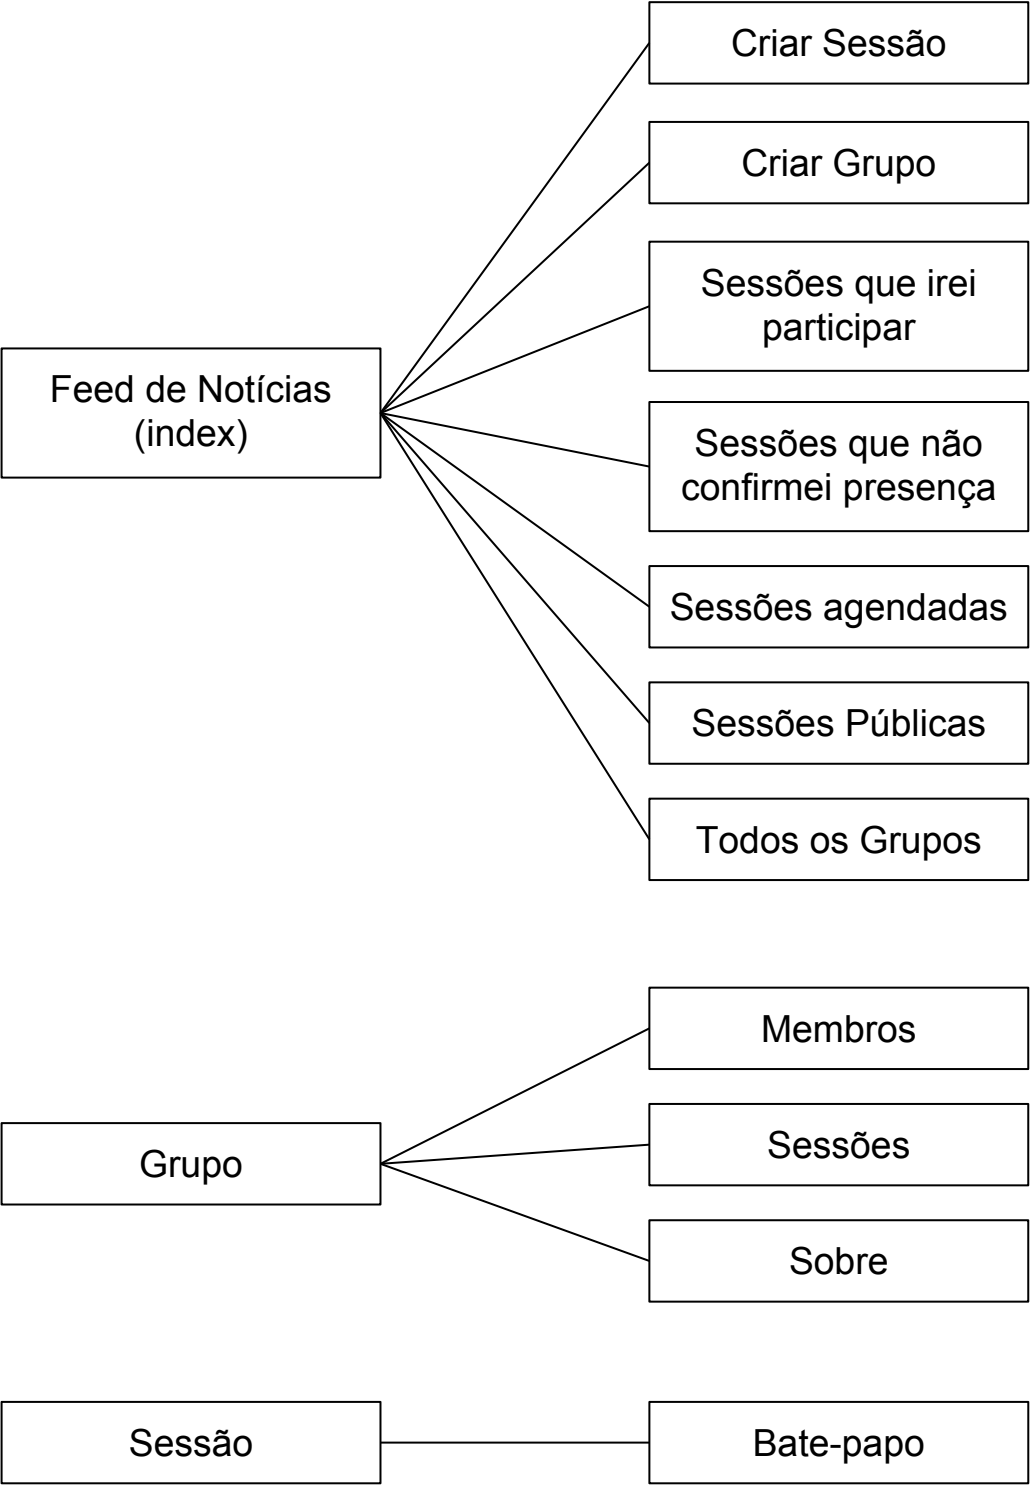 Criar Sessão
Criar Grupo
Sessões que irei
participar
Feed de Notícias
(index)
Sessões que não
confirmei presença
Sessões agendadas
Sessões Públicas
Todos os Grupos
Membros
Grupo
Sessões
Sobre
Sessão
Bate-papo